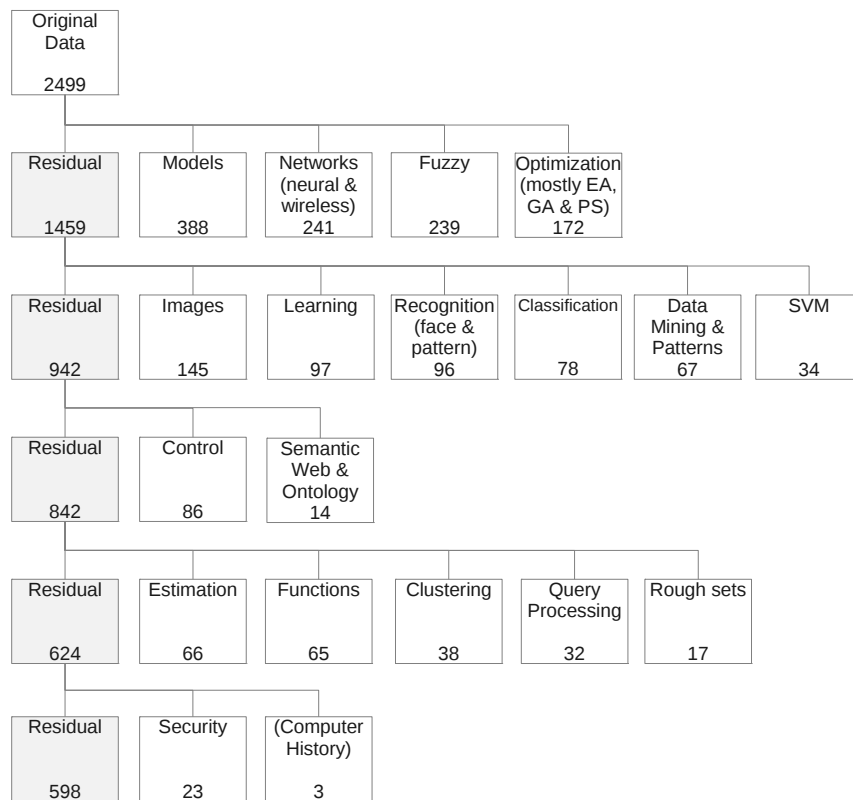 Original
Data
2499
Residual
1459
Models
388
Networks
(neural &
wireless)
241
Fuzzy
239
Optimization
(mostly EA,
GA & PS)
172
Residual
942
Images
145
Learning
97
Recognition
(face &
pattern)
96
Classification
78
Data
Mining &
Patterns
67
SVM
34
Residual
842
Control
86
Semantic
Web &
Ontology
14
Residual
624
Estimation
66
Functions
65
Clustering
38
Query
Processing
32
Rough sets
17
Residual
598
Security
23
(Computer
History)
3